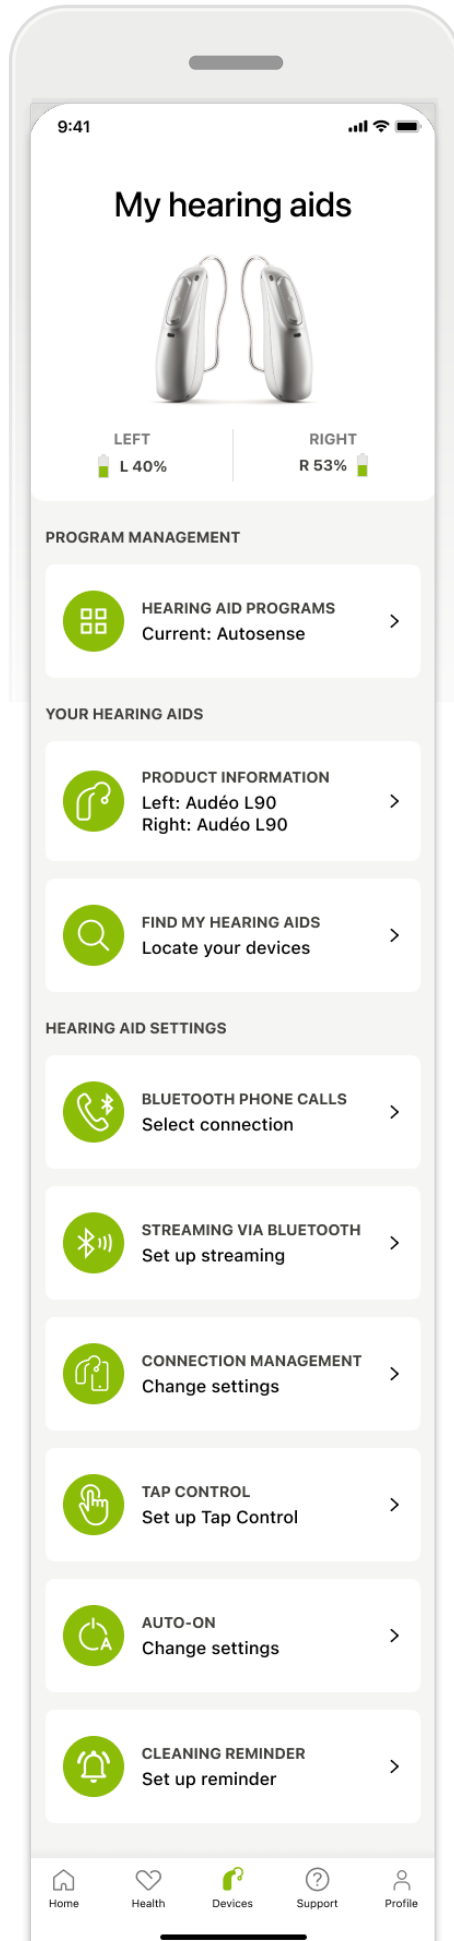 9:41
My hearing aids
LEFT
RIGHT
L 40%
R 53%
PROGRAM MANAGEMENT
HEARING AID PROGRAMS
Current: Autosense
YOUR HEARING AIDS
PRODUCT INFORMATION
Left: Audéo L90
Right: Audéo L90
FIND MY HEARING AIDS
Locate your devices
HEARING AID SETTINGS
BLUETOOTH PHONE CALLS
Select connection
STREAMING VIA BLUETOOTH
Set up streaming
CONNECTION MANAGEMENT
Change settings
TAP CONTROL
Set up Tap Control
AUTO-ON
Change settings
CLEANING REMINDER
Set up reminder
Home
Health
Devices
Support
Profile